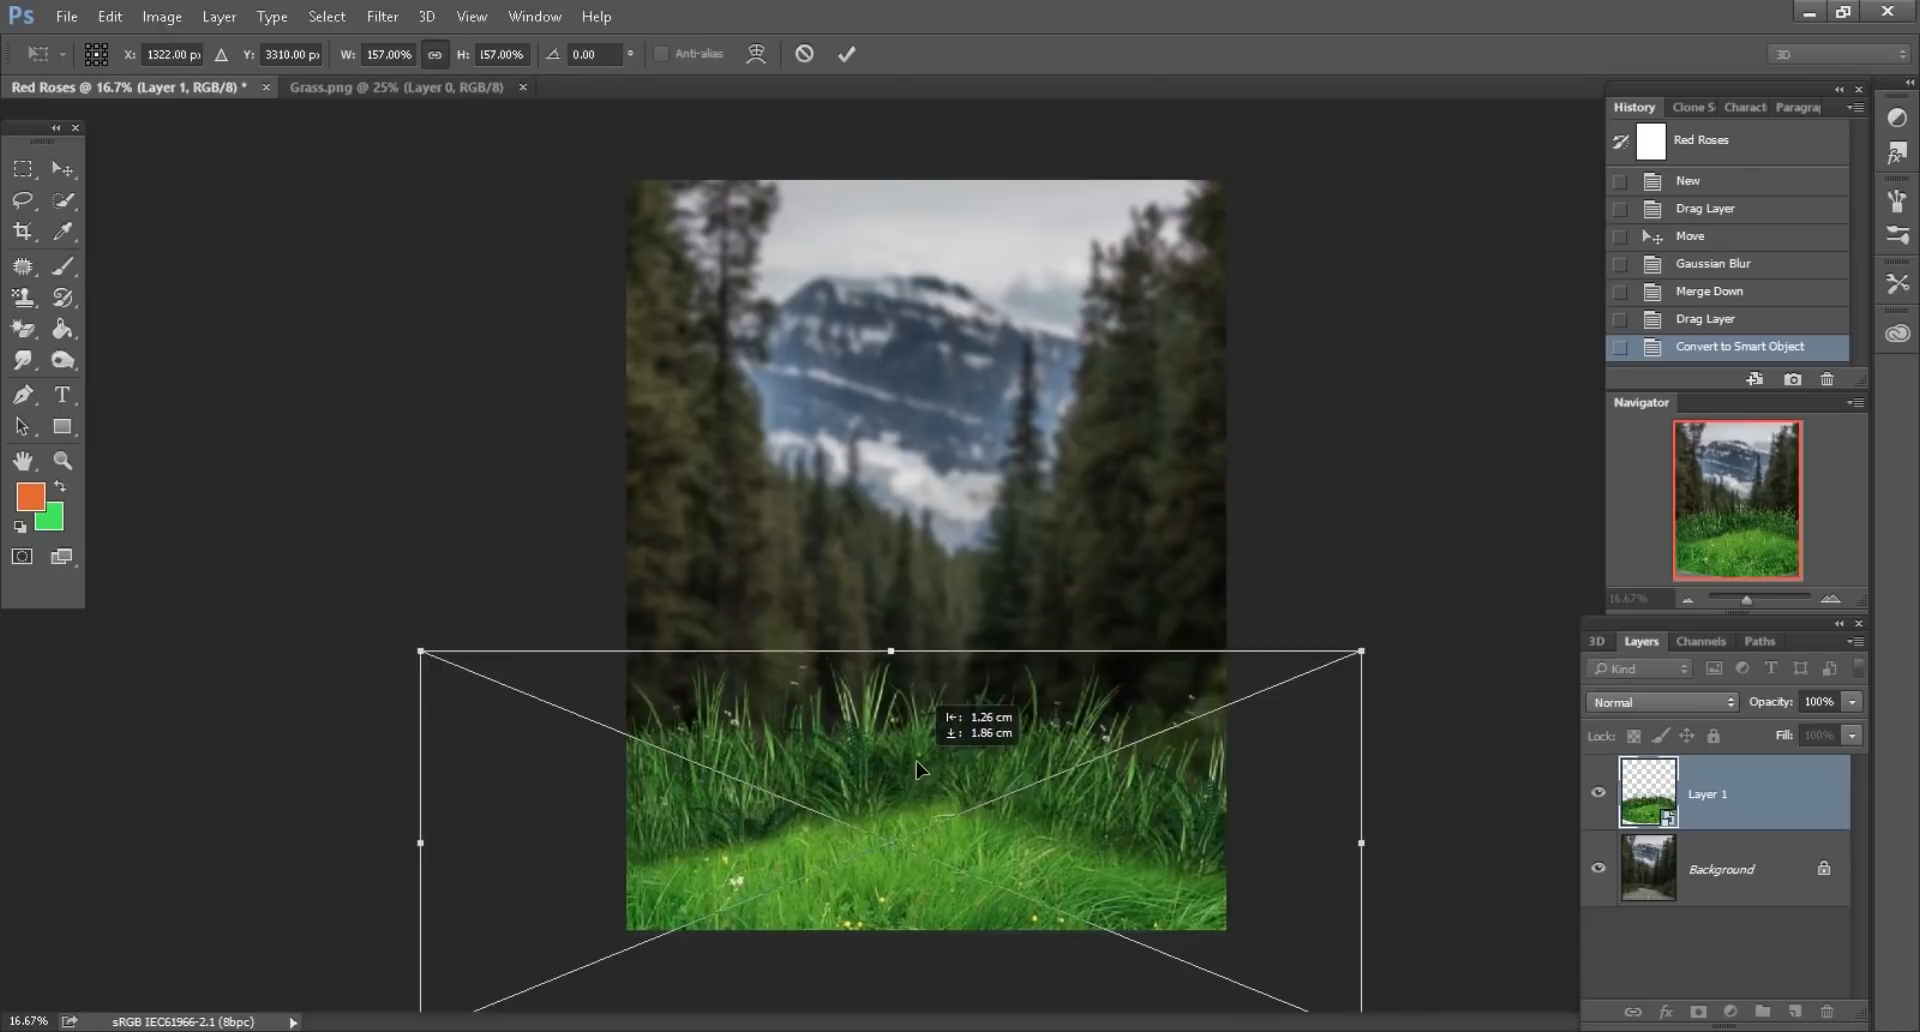 Ps File Edit Image Layer Type Select Filter 3D View Window Help
X: 1322.00 p Y: 3310.00 p W: 157.00% H: 157.00% 0.00 ° Anti-alias 3D
Red Roses @ 16.7% (Layer 1, RGB/8) * × Grass.png @ 25% (Layer 0, RGB/8) ×
History Clone S Charact Paragra
Red Roses
New
Drag Layer
Move
Gaussian Blur
Merge Down
Drag Layer
Convert to Smart Object
Navigator
16.67%
1.26 cm
1.86 cm
3D Layers Channels Paths
Kind
Normal Opacity: 100%
Lock: Fill: 100%
Layer 1
Background
fx
16.67% sRGB IEC61966-2.1 (8bpc)